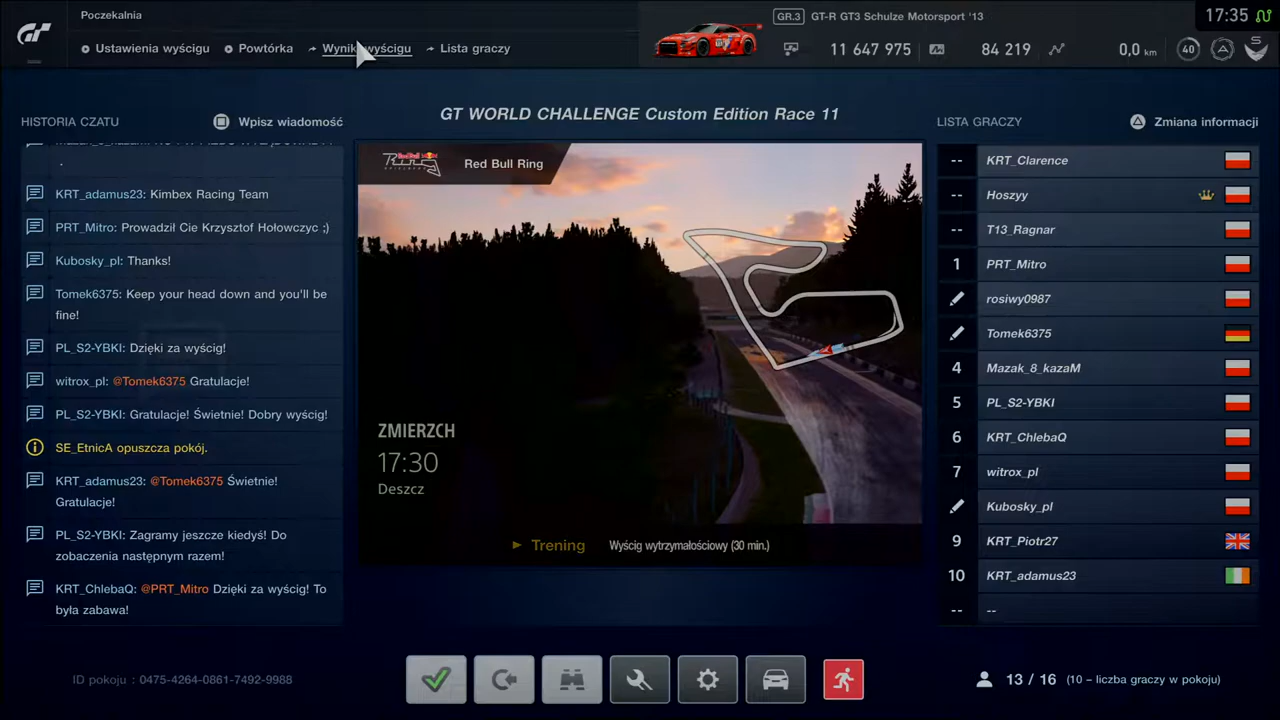 Poczekalnia
Ustawienia wyścigu
Powtórka
Wyniki wyścigu
Lista graczy
GR.3 GT-R GT3 Schulze Motorsport '13
11 647 975
84 219
0,0 km
40
A
S
17:35
GT WORLD CHALLENGE Custom Edition Race 11
HISTORIA CZATU
Wpisz wiadomość
.
KRT_adamus23: Kimbex Racing Team
PRT_Mitro: Prowadził Cie Krzysztof Hołowczyc ;)
Kubosky_pl: Thanks!
Tomek6375: Keep your head down and you'll be
fine!
PL_S2-YBKI: Dzięki za wyścig!
witrox_pl: @Tomek6375 Gratulacje!
PL_S2-YBKI: Gratulacje! Świetnie! Dobry wyścig!
SE_EtnicA opuszcza pokój.
KRT_adamus23: @Tomek6375 Świetnie!
Gratulacje!
PL_S2-YBKI: Zagramy jeszcze kiedyś! Do
zobaczenia następnym razem!
KRT_ChlebaQ: @PRT_Mitro Dzięki za wyścig! To
była zabawa!
Red Bull Ring
ZMIERZCH
17:30
Deszcz
Trening
Wyścig wytrzymałościowy (30 min.)
LISTA GRACZY
Zmiana informacji
-- KRT_Clarence
-- Hoszyy
-- T13_Ragnar
1 PRT_Mitro
rosiwy0987
Tomek6375
4 Mazak_8_kazaM
5 PL_S2-YBKI
6 KRT_ChlebaQ
7 witrox_pl
Kubosky_pl
9 KRT_Piotr27
10 KRT_adamus23
-- --
ID pokoju : 0475-4264-0861-7492-9988
13 / 16 (10 – liczba graczy w pokoju)